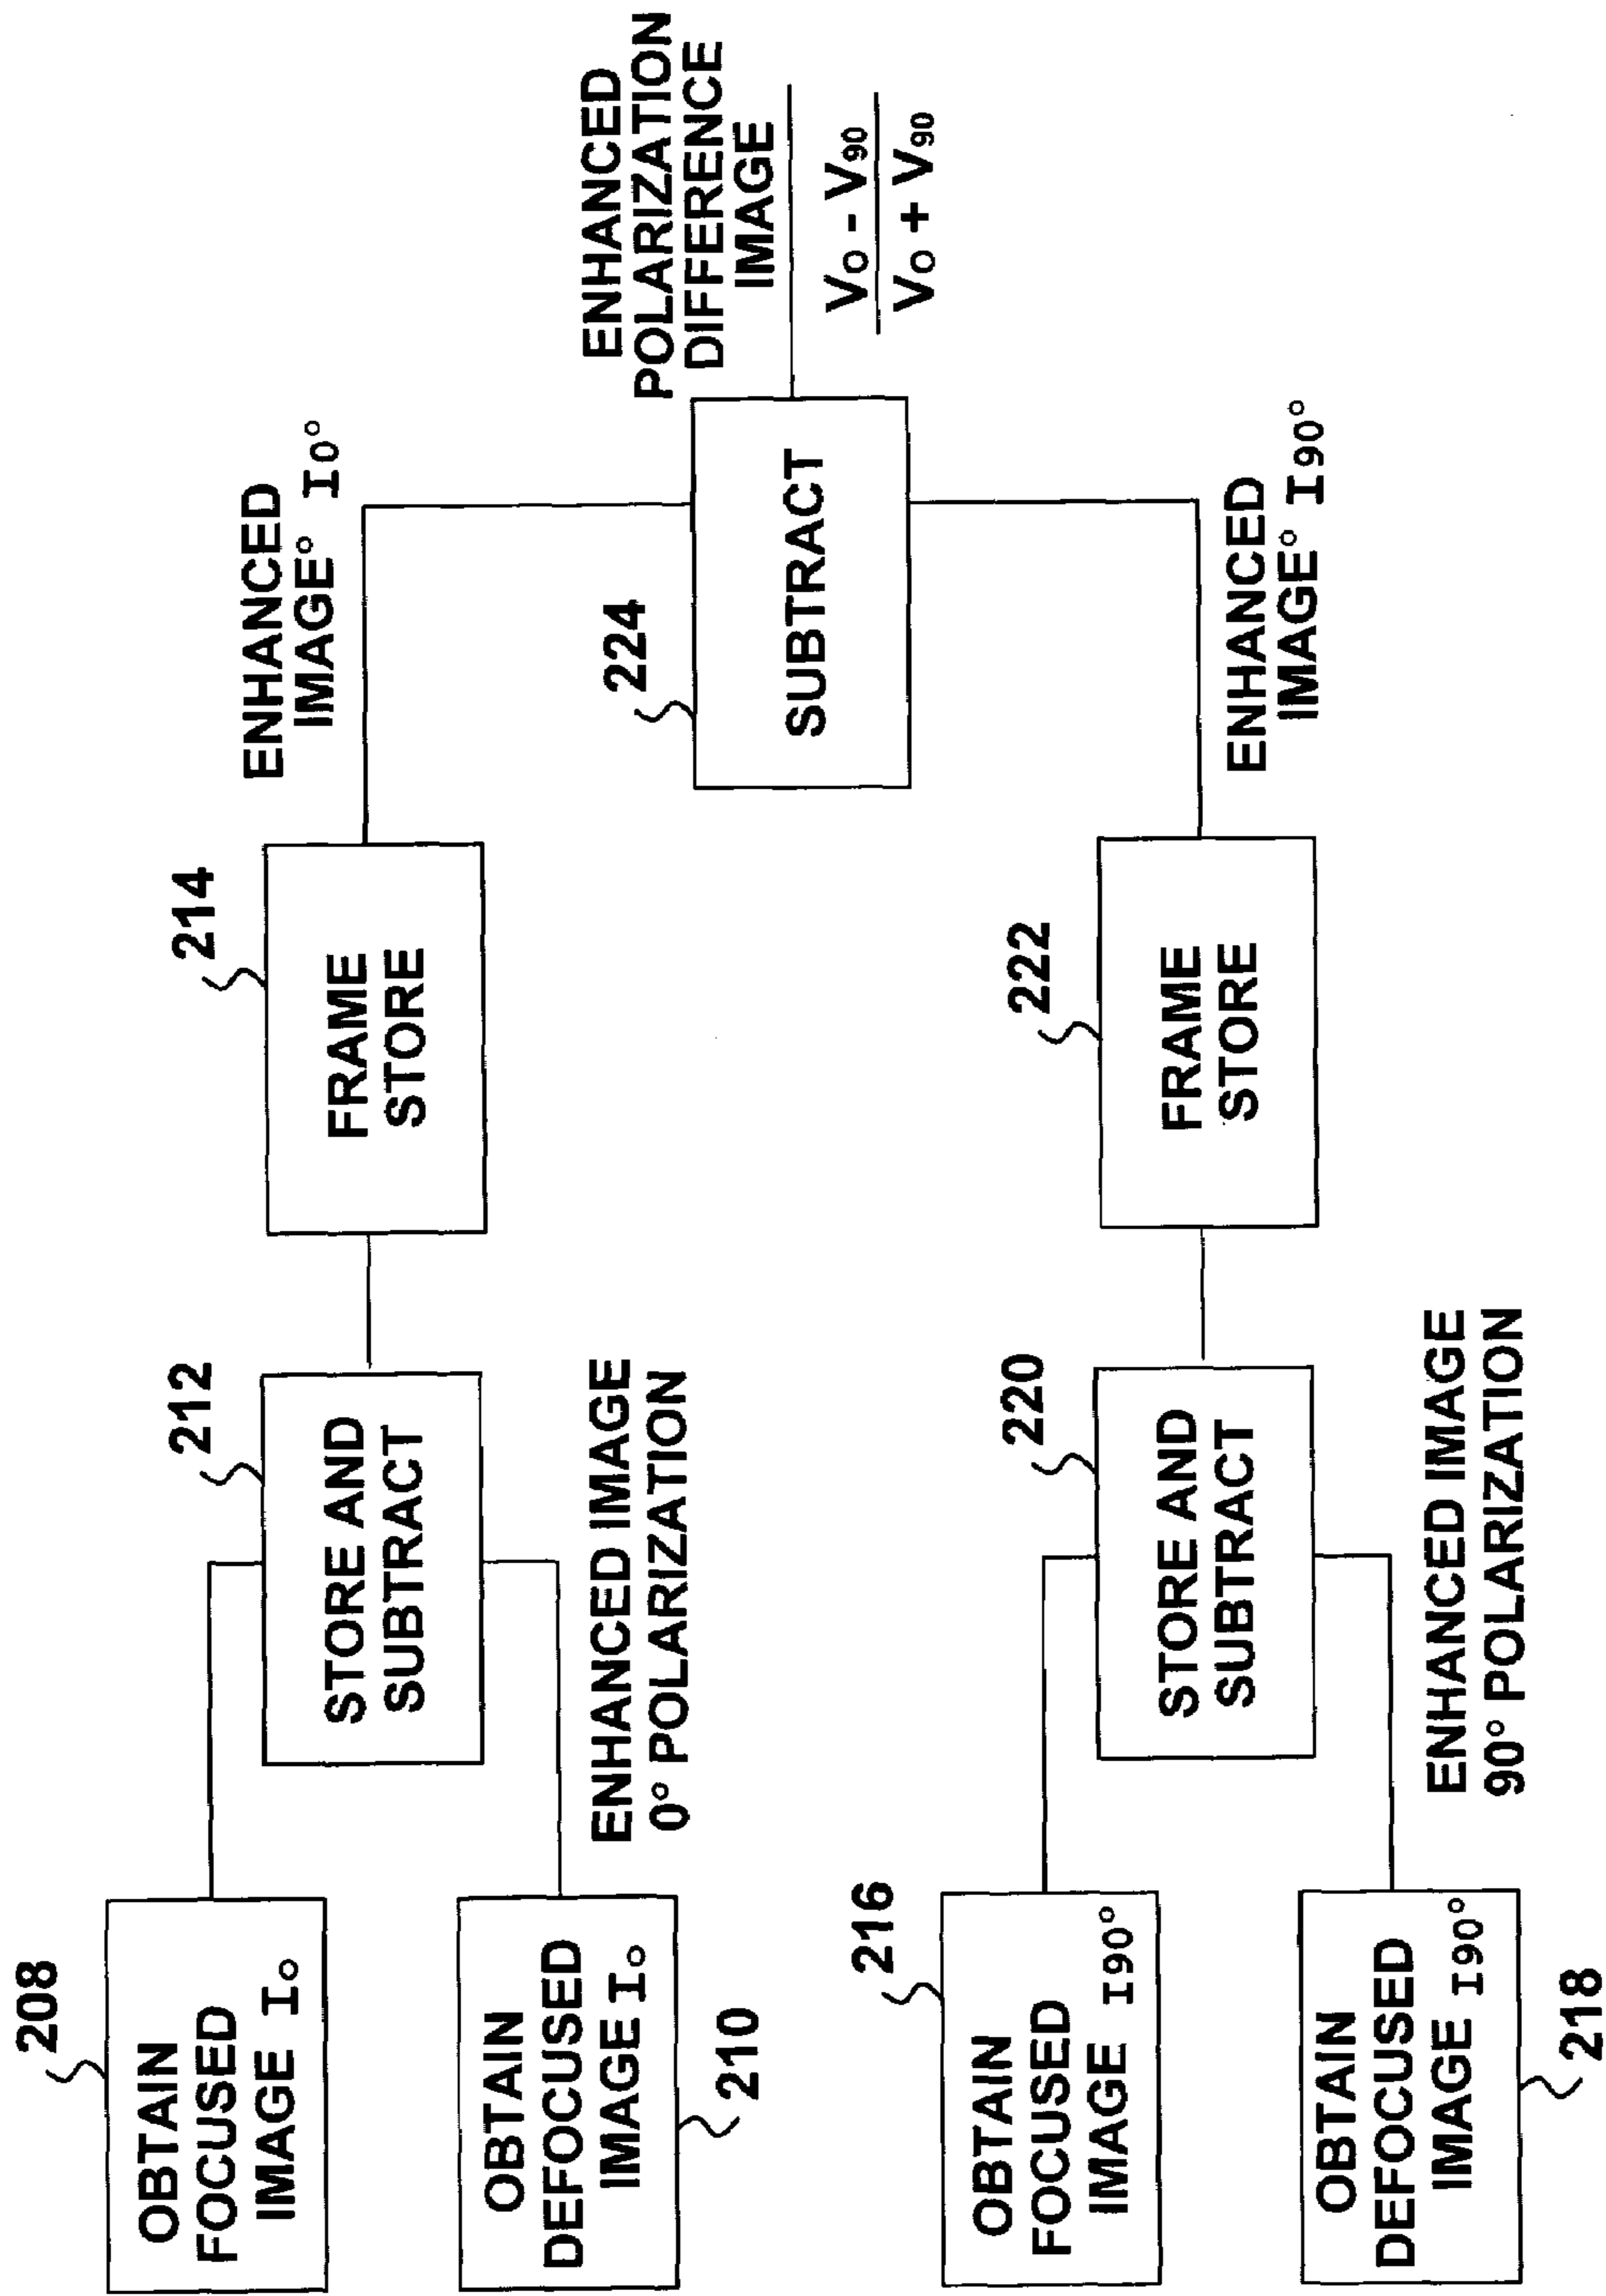 208
OBTAIN
FOCUSED
IMAGE I₀
OBTAIN
DEFOCUSED
IMAGE I₀
210
212
STORE AND
SUBTRACT
ENHANCED IMAGE
0° POLARIZATION
214
FRAME
STORE
ENHANCED
IMAGE° I0°
216
OBTAIN
FOCUSED
IMAGE I90°
OBTAIN
DEFOCUSED
IMAGE I90°
218
220
STORE AND
SUBTRACT
ENHANCED IMAGE
90° POLARIZATION
222
FRAME
STORE
ENHANCED
IMAGE° I90°
224
SUBTRACT
ENHANCED
POLARIZATION
DIFFERENCE
IMAGE
V₀ - V₉₀
V₀ + V₉₀